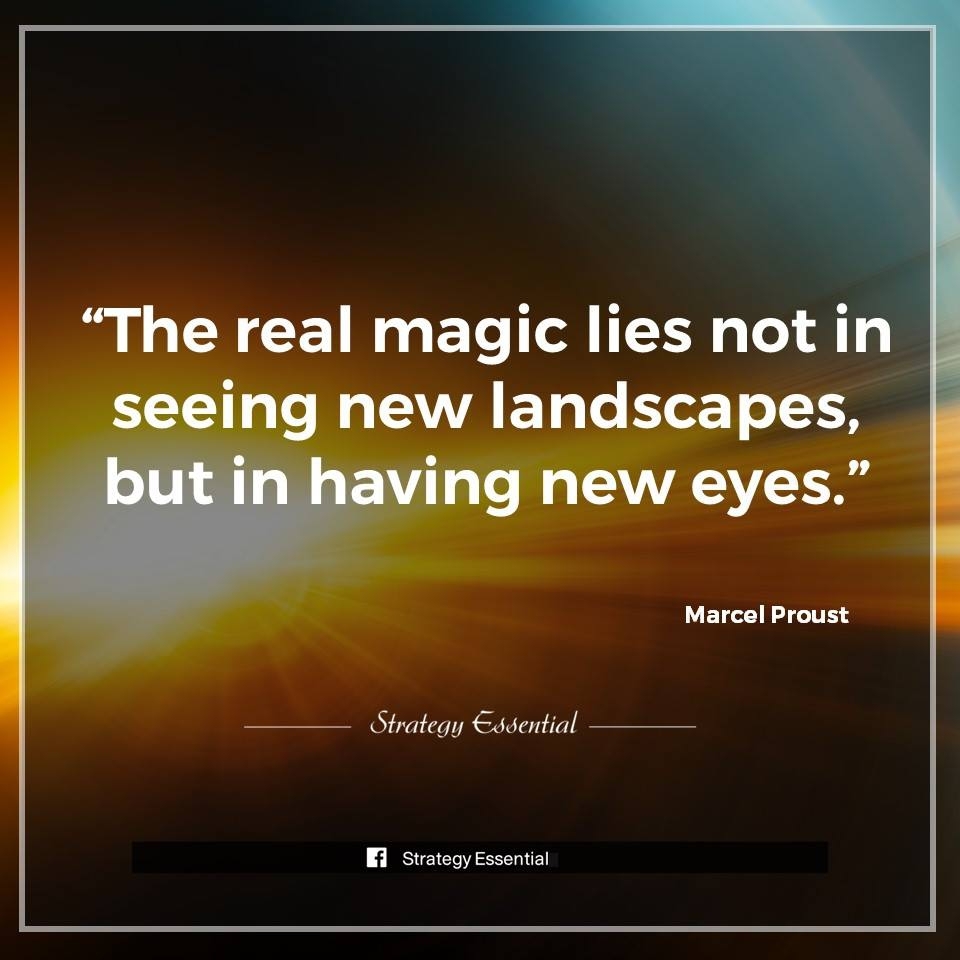 “The real magic lies not in
seeing new landscapes,
but in having new eyes.”
Marcel Proust
Strategy Essential
Strategy Essential